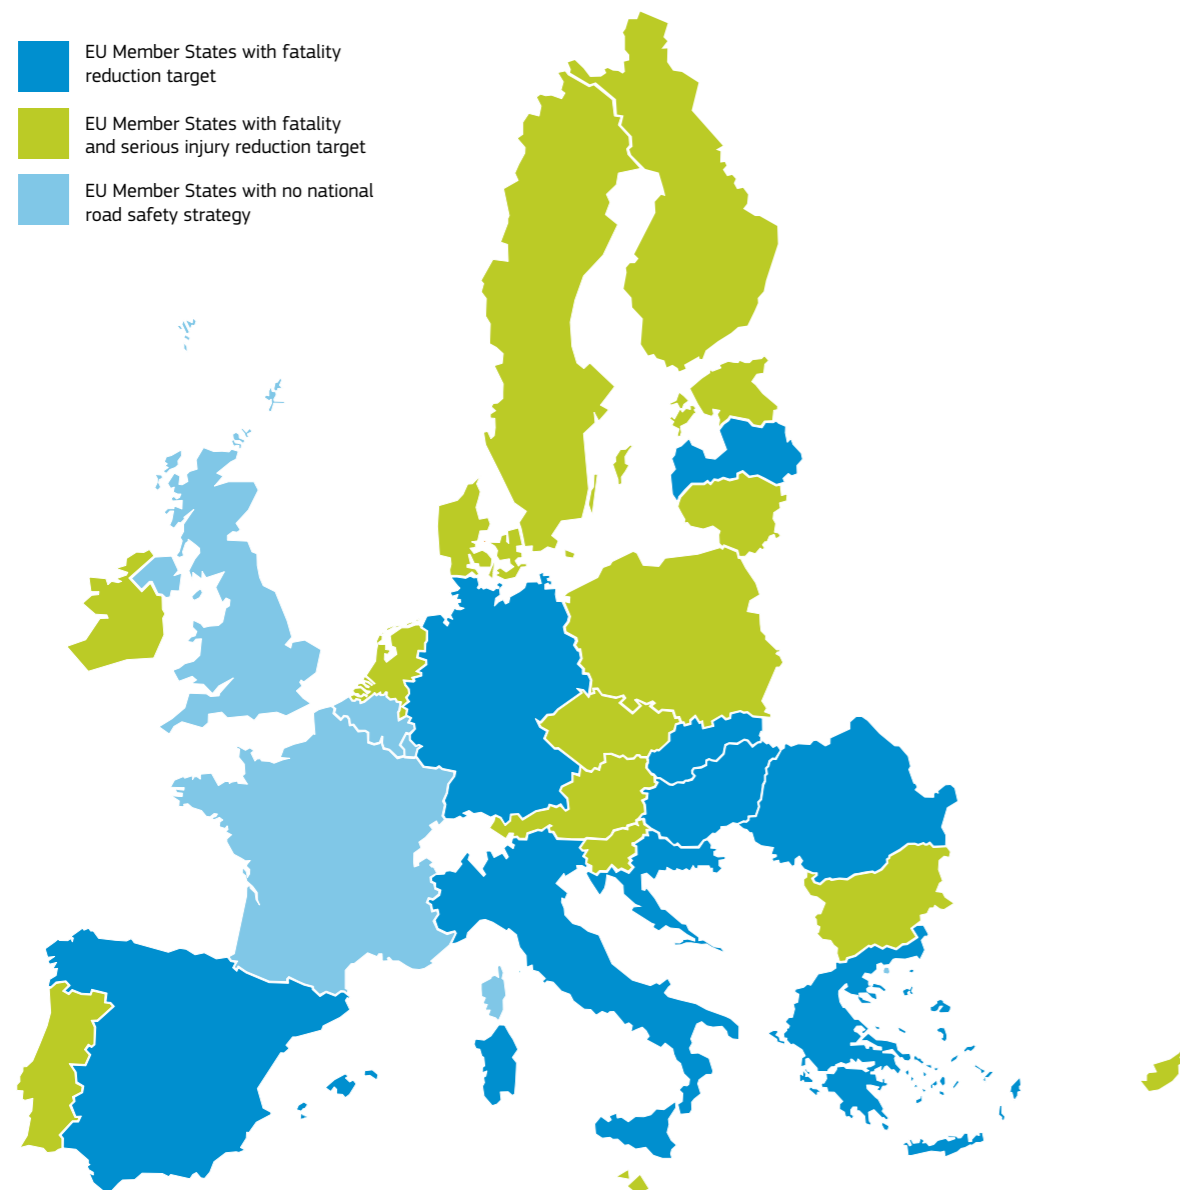 EU Member States with fatality
reduction target
EU Member States with fatality
and serious injury reduction target
EU Member States with no national
road safety strategy